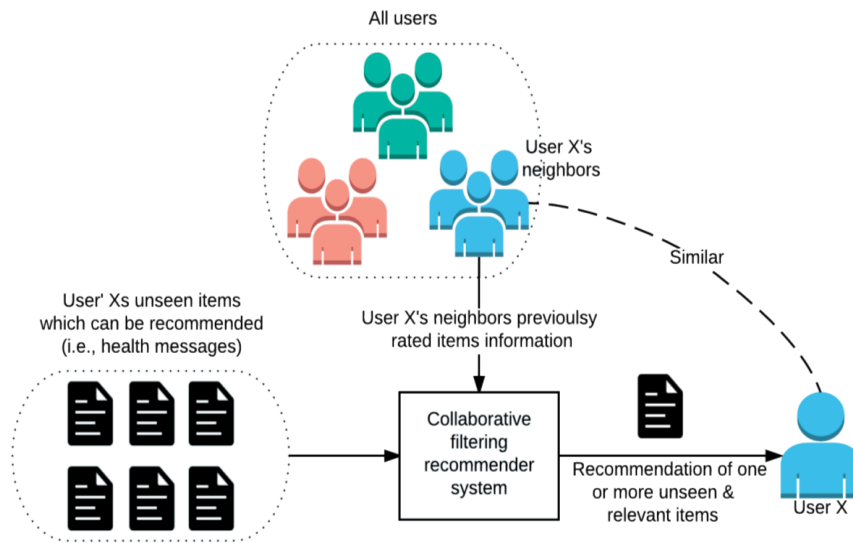 All users
User X's
neighbors
Similar
User' Xs unseen items
which can be recommended
(i.e., health messages)
User X's neighbors previoulsy
rated items information
Collaborative
filtering
recommender
system
Recommendation of one
or more unseen &
relevant items
User X